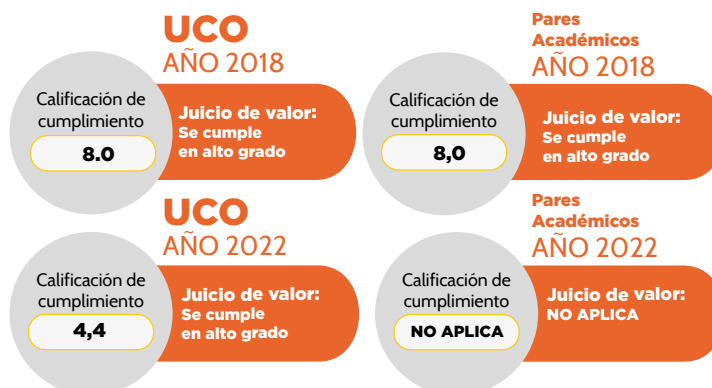 UCO
AÑO 2018
Calificación de
cumplimiento
8.0
Juicio de valor:
Se cumple
en alto grado
Pares
Académicos
AÑO 2018
Calificación de
cumplimiento
8,0
Juicio de valor:
Se cumple
en alto grado
UCO
AÑO 2022
Calificación de
cumplimiento
4,4
Juicio de valor:
Se cumple
en alto grado
Pares
Académicos
AÑO 2022
Calificación de
cumplimiento
NO APLICA
Juicio de valor:
NO APLICA